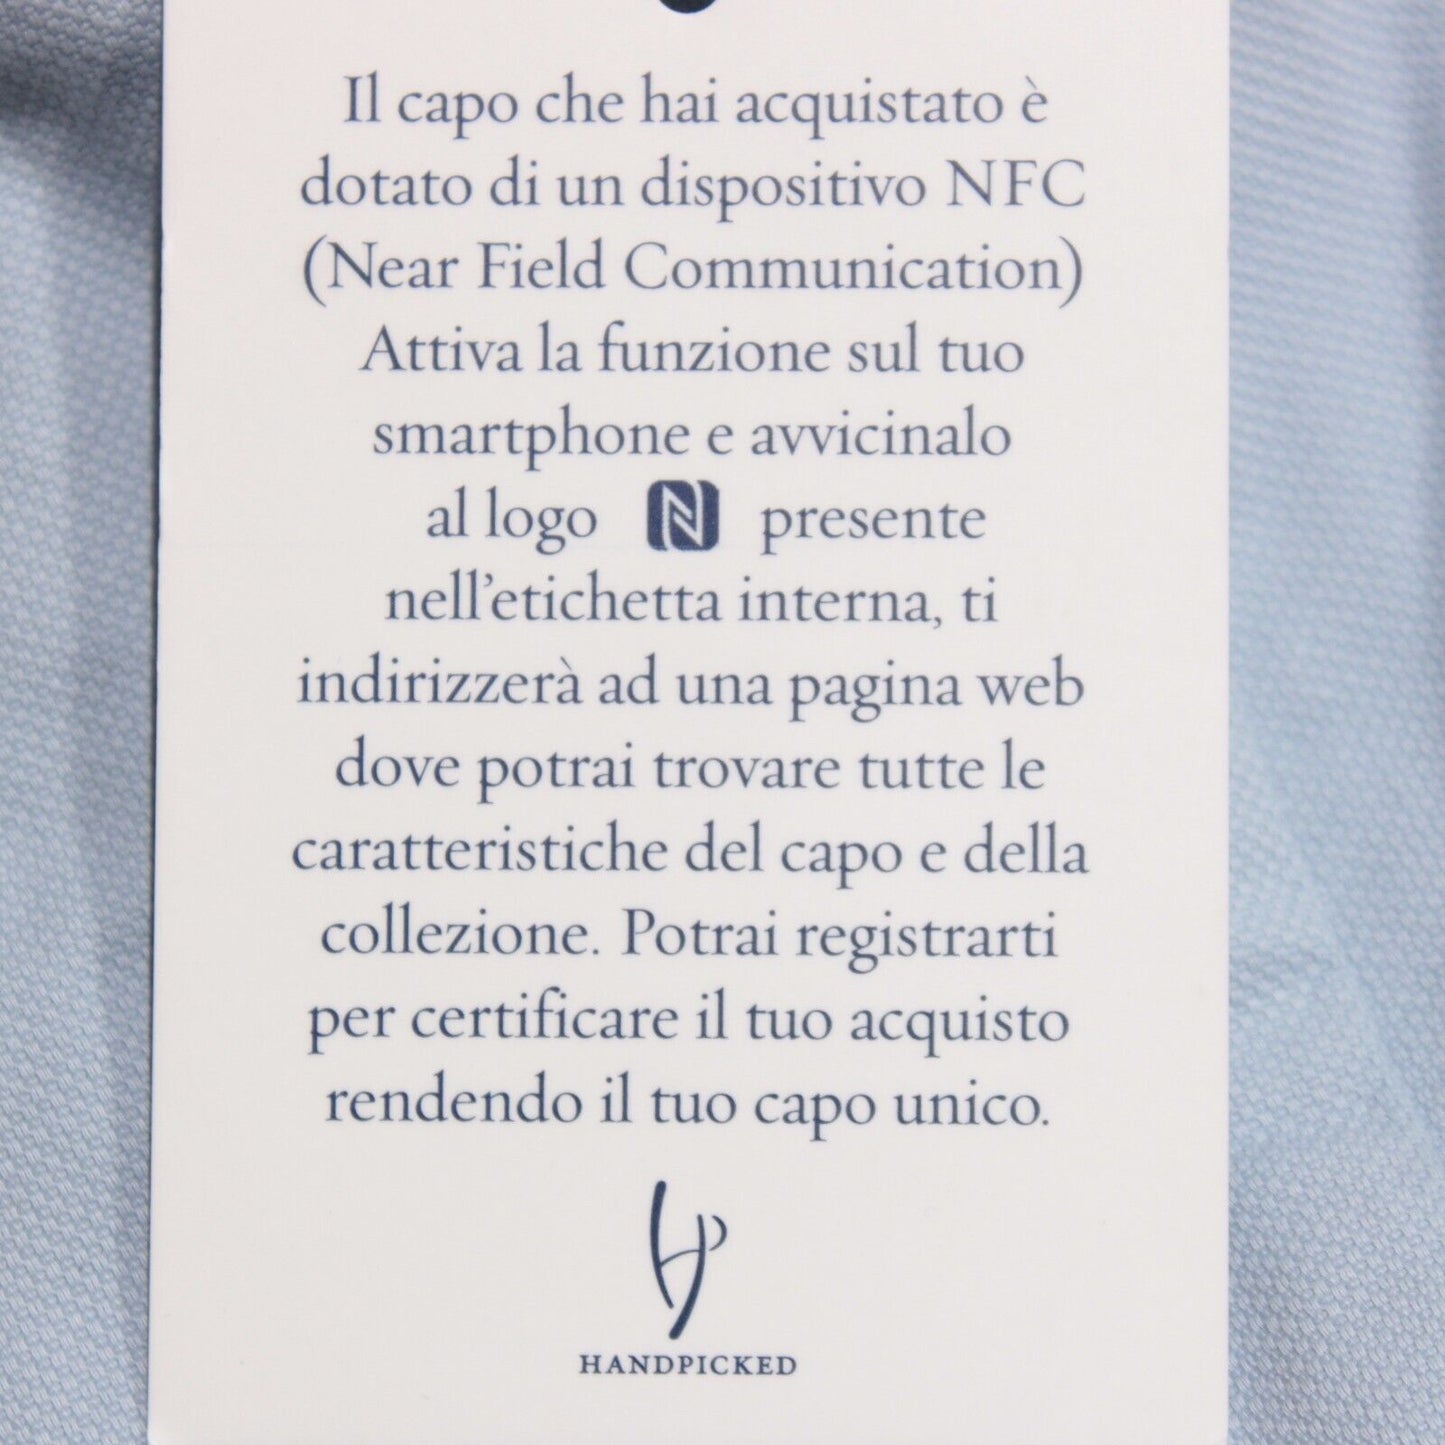 Il capo che hai acquistato è
dotato di un dispositivo NFC
(Near Field Communication)
Attiva la funzione sul tuo
smartphone e avvicinalo
al logo N presente
nell’etichetta interna, ti
indirizzerà ad una pagina web
dove potrai trovare tutte le
caratteristiche del capo e della
collezione. Potrai registrarti
per certificare il tuo acquisto
rendendo il tuo capo unico.
HANDPICKED